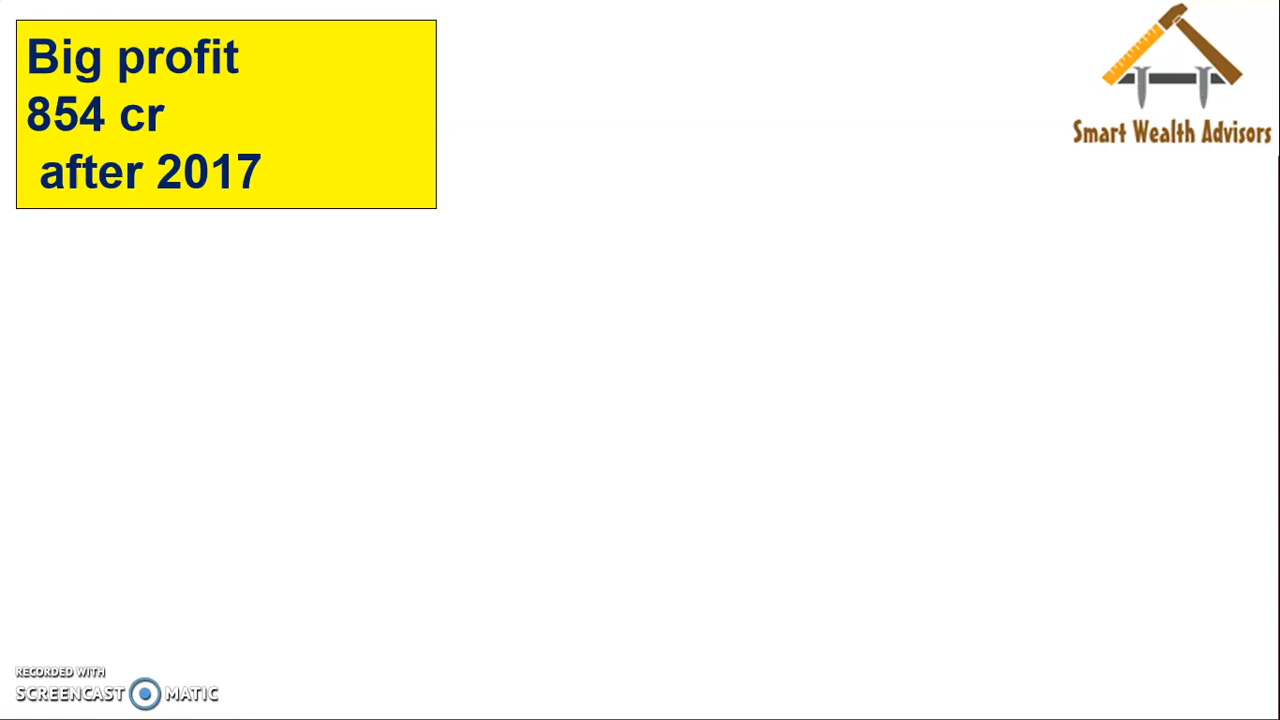 Big profit
854 cr
after 2017
Smart Wealth Advisors
RECORDED WITH
SCREENCAST MATIC